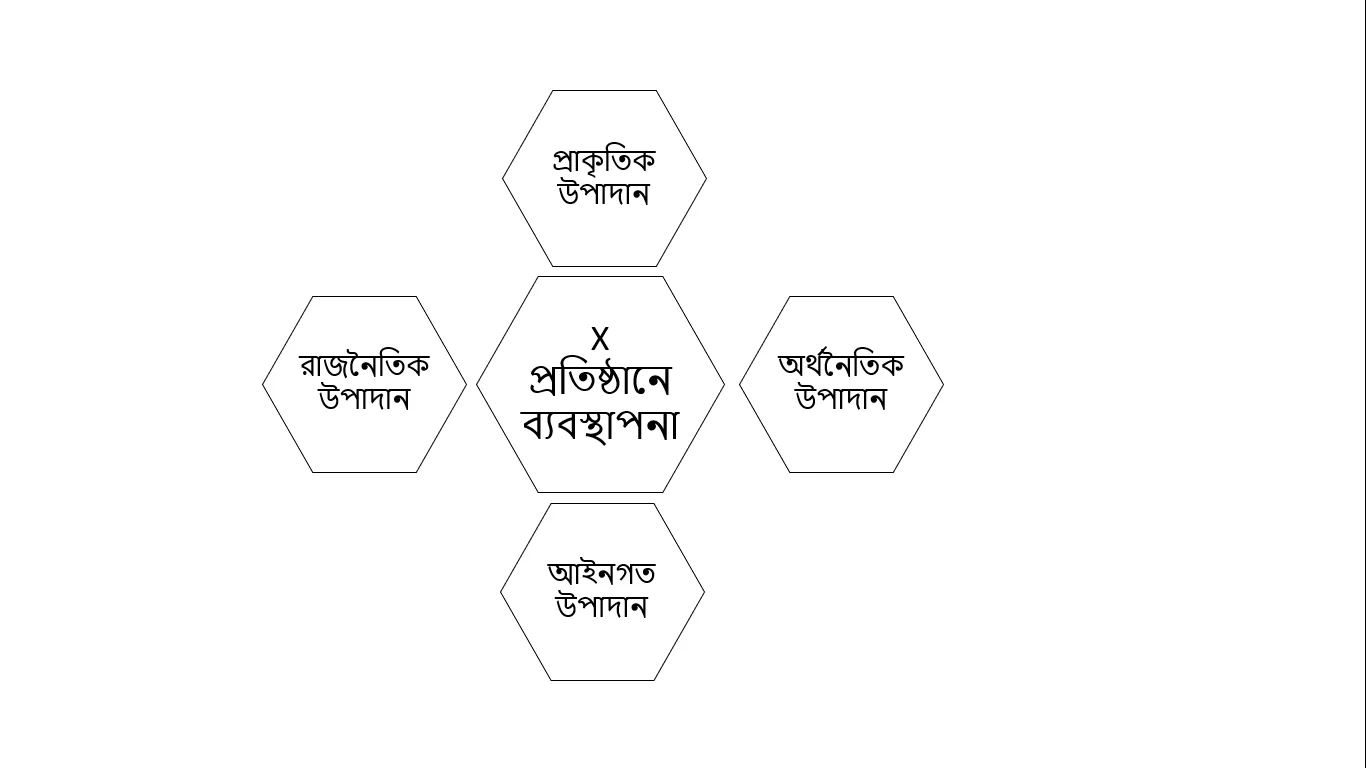 প্রাকৃতিক
উপাদান
রাজনৈতিক
উপাদান
X
প্রতিষ্ঠানে
ব্যবস্থাপনা
অর্থনৈতিক
উপাদান
আইনগত
উপাদান